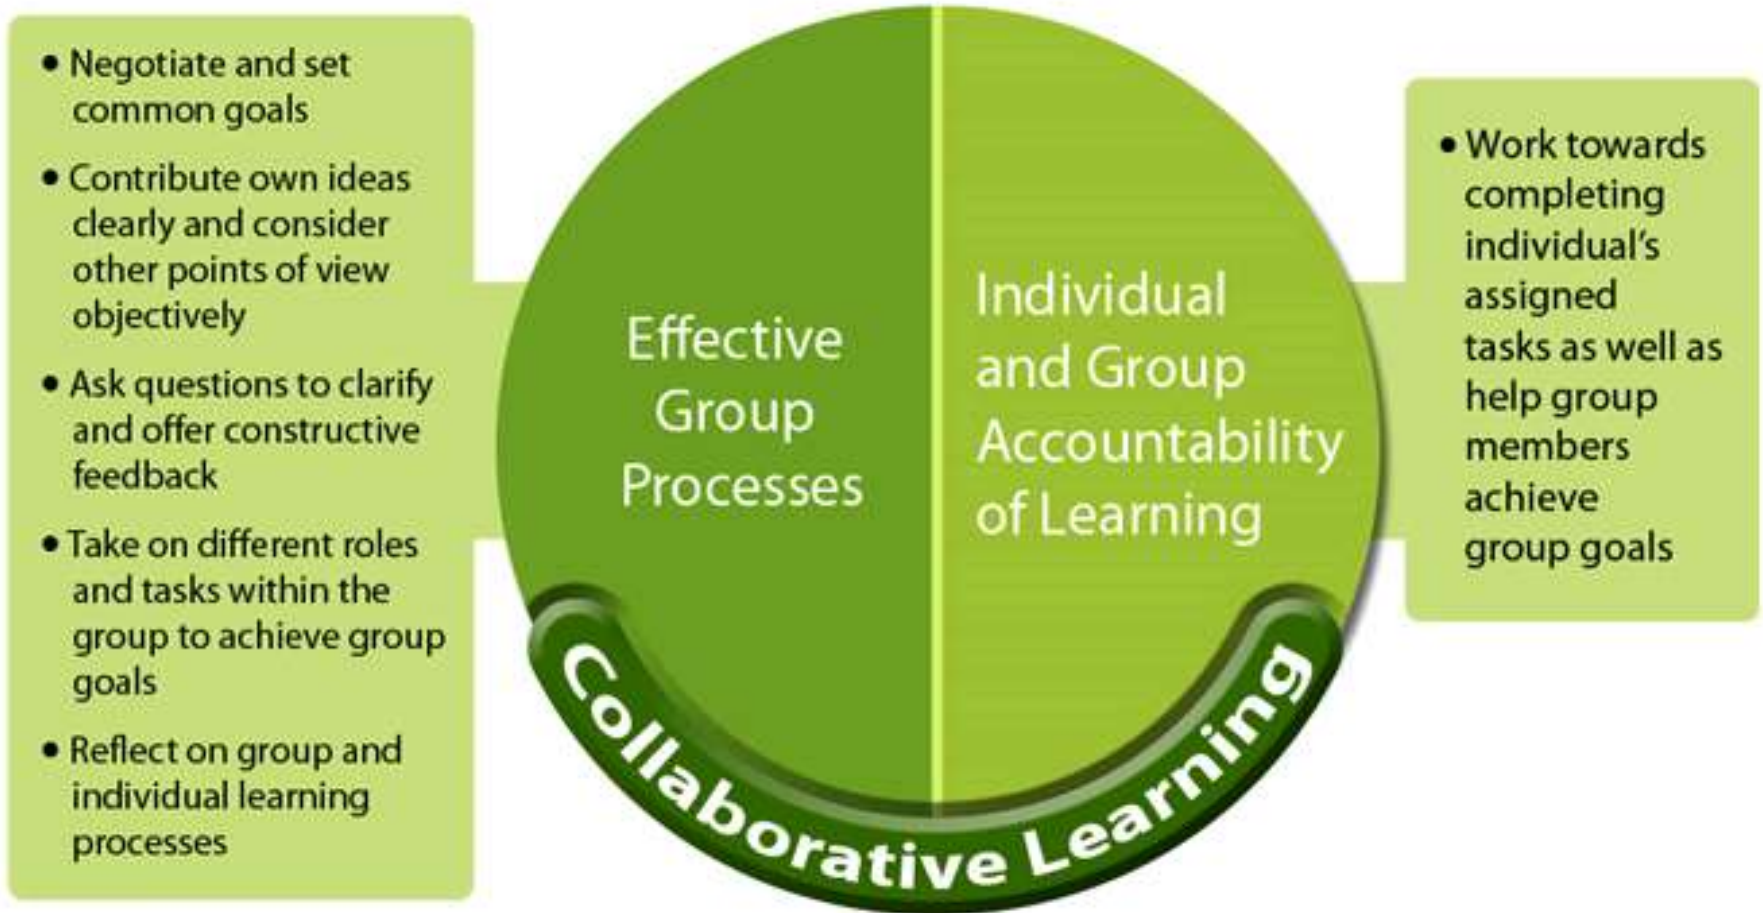 • Negotiate and set
common goals
• Contribute own ideas
clearly and consider
other points of view
objectively
• Ask questions to clarify
and offer constructive
feedback
• Take on different roles
and tasks within the
group to achieve group
goals
• Reflect on group and
individual learning
processes
Effective
Group
Processes
Individual
and Group
Accountability
of Learning
Collaborative Learning
• Work towards
completing
individual's
assigned
tasks as well as
help group
members
achieve
group goals